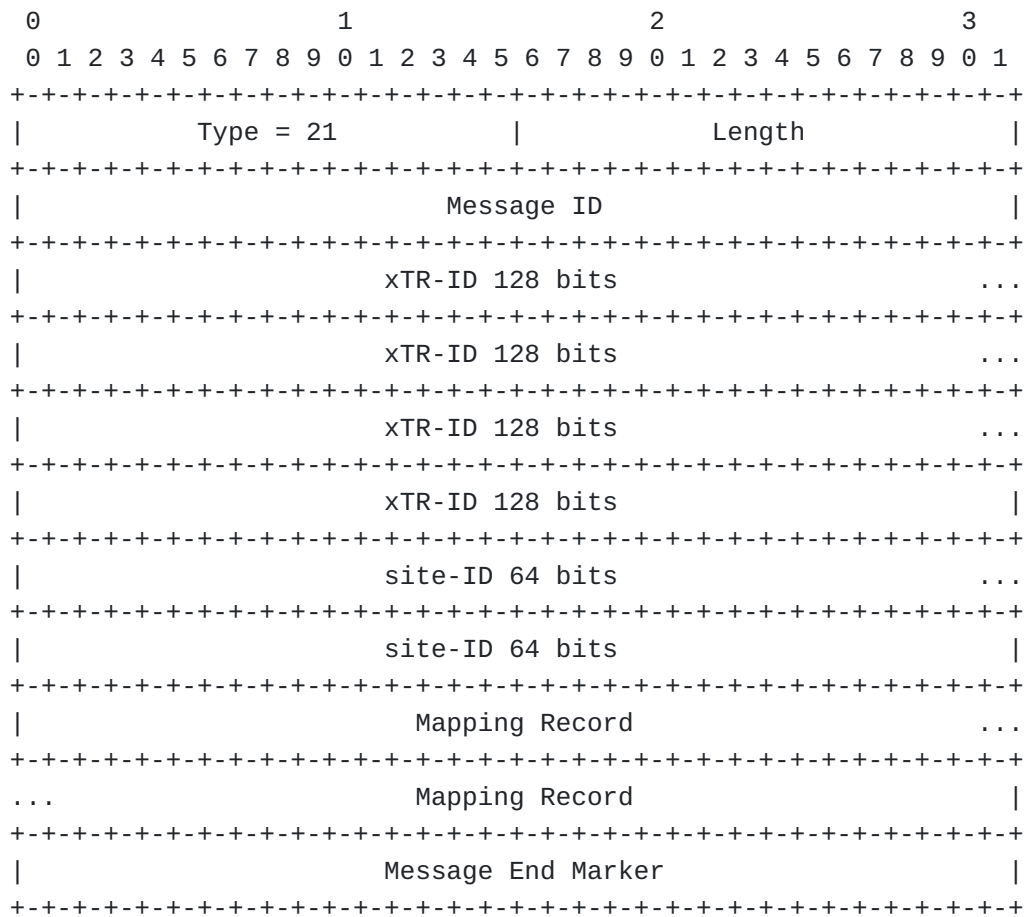 0                   1                   2                   3
 0 1 2 3 4 5 6 7 8 9 0 1 2 3 4 5 6 7 8 9 0 1 2 3 4 5 6 7 8 9 0 1
+-+-+-+-+-+-+-+-+-+-+-+-+-+-+-+-+-+-+-+-+-+-+-+-+-+-+-+-+-+-+-+-+
|           Type = 21           |            Length             |
+-+-+-+-+-+-+-+-+-+-+-+-+-+-+-+-+-+-+-+-+-+-+-+-+-+-+-+-+-+-+-+-+
|                           Message ID                          |
+-+-+-+-+-+-+-+-+-+-+-+-+-+-+-+-+-+-+-+-+-+-+-+-+-+-+-+-+-+-+-+-+
|                       xTR-ID 128 bits                       ...
+-+-+-+-+-+-+-+-+-+-+-+-+-+-+-+-+-+-+-+-+-+-+-+-+-+-+-+-+-+-+-+-+
|                       xTR-ID 128 bits                       ...
+-+-+-+-+-+-+-+-+-+-+-+-+-+-+-+-+-+-+-+-+-+-+-+-+-+-+-+-+-+-+-+-+
|                       xTR-ID 128 bits                       ...
+-+-+-+-+-+-+-+-+-+-+-+-+-+-+-+-+-+-+-+-+-+-+-+-+-+-+-+-+-+-+-+-+
|                       xTR-ID 128 bits                         |
+-+-+-+-+-+-+-+-+-+-+-+-+-+-+-+-+-+-+-+-+-+-+-+-+-+-+-+-+-+-+-+-+
|                       site-ID 64 bits                       ...
+-+-+-+-+-+-+-+-+-+-+-+-+-+-+-+-+-+-+-+-+-+-+-+-+-+-+-+-+-+-+-+-+
|                       site-ID 64 bits                         |
+-+-+-+-+-+-+-+-+-+-+-+-+-+-+-+-+-+-+-+-+-+-+-+-+-+-+-+-+-+-+-+-+
|                         Mapping Record                      ...
+-+-+-+-+-+-+-+-+-+-+-+-+-+-+-+-+-+-+-+-+-+-+-+-+-+-+-+-+-+-+-+-+
...                       Mapping Record                        |
+-+-+-+-+-+-+-+-+-+-+-+-+-+-+-+-+-+-+-+-+-+-+-+-+-+-+-+-+-+-+-+-+
|                       Message End Marker                      |
+-+-+-+-+-+-+-+-+-+-+-+-+-+-+-+-+-+-+-+-+-+-+-+-+-+-+-+-+-+-+-+-+